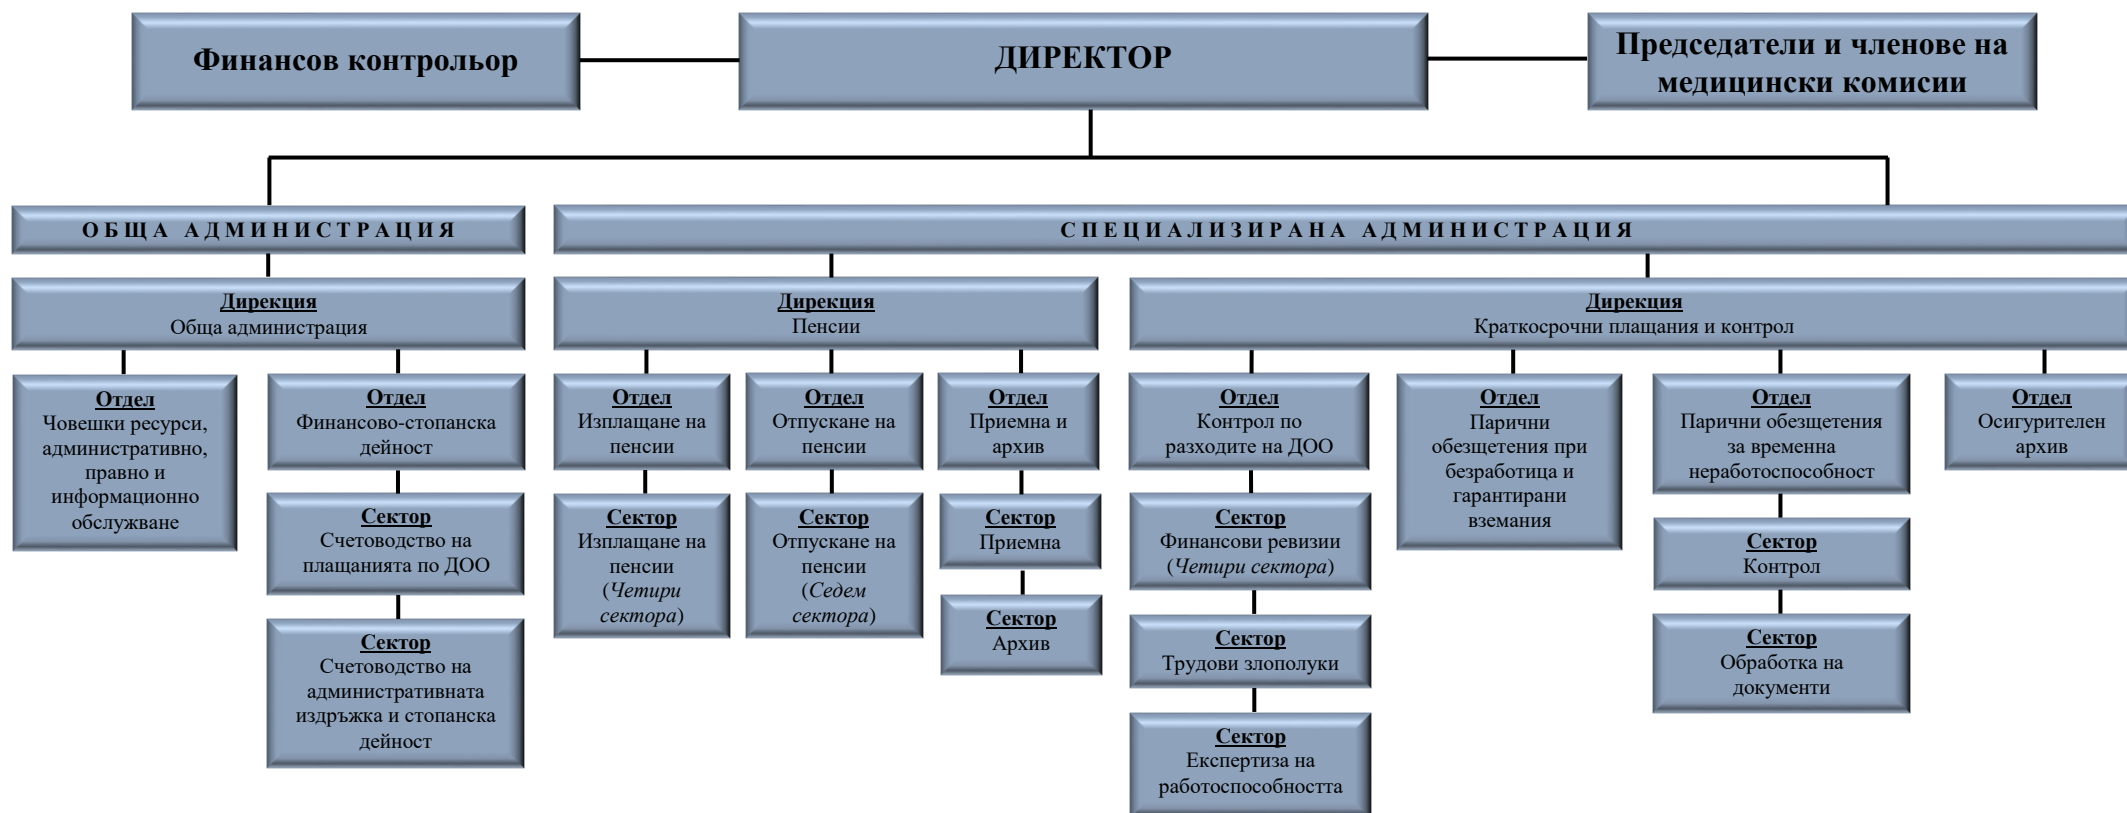 Финансов контрольор
ДИРЕКТОР
Председатели и членове на
медицински комисии
ОБЩА АДМИНИСТРАЦИЯ
СПЕЦИАЛИЗИРАНА АДМИНИСТРАЦИЯ
Дирекция
Обща администрация
Дирекция
Пенсии
Дирекция
Краткосрочни плащания и контрол
Отдел
Човешки ресурси,
административно,
правно и
информационно
обслужване
Отдел
Финансово-стопанска
дейност
Сектор
Счетоводство на
плащанията по ДОО
Сектор
Счетоводство на
административната
издръжка и стопанска
дейност
Отдел
Изплащане на
пенсии
Сектор
Изплащане на
пенсии
(Четири
сектора)
Отдел
Отпускане на
пенсии
Сектор
Отпускане на
пенсии
(Седем
сектора)
Отдел
Приемна и
архив
Сектор
Приемна
Сектор
Архив
Отдел
Контрол по
разходите на ДОО
Сектор
Финансови ревизии
(Четири сектора)
Сектор
Трудови злополуки
Сектор
Експертиза на
работоспособността
Отдел
Парични
обезщетения при
безработица и
гарантирани
вземания
Отдел
Парични обезщетения
за временна
неработоспособност
Сектор
Контрол
Сектор
Обработка на
документи
Отдел
Осигурителен
архив